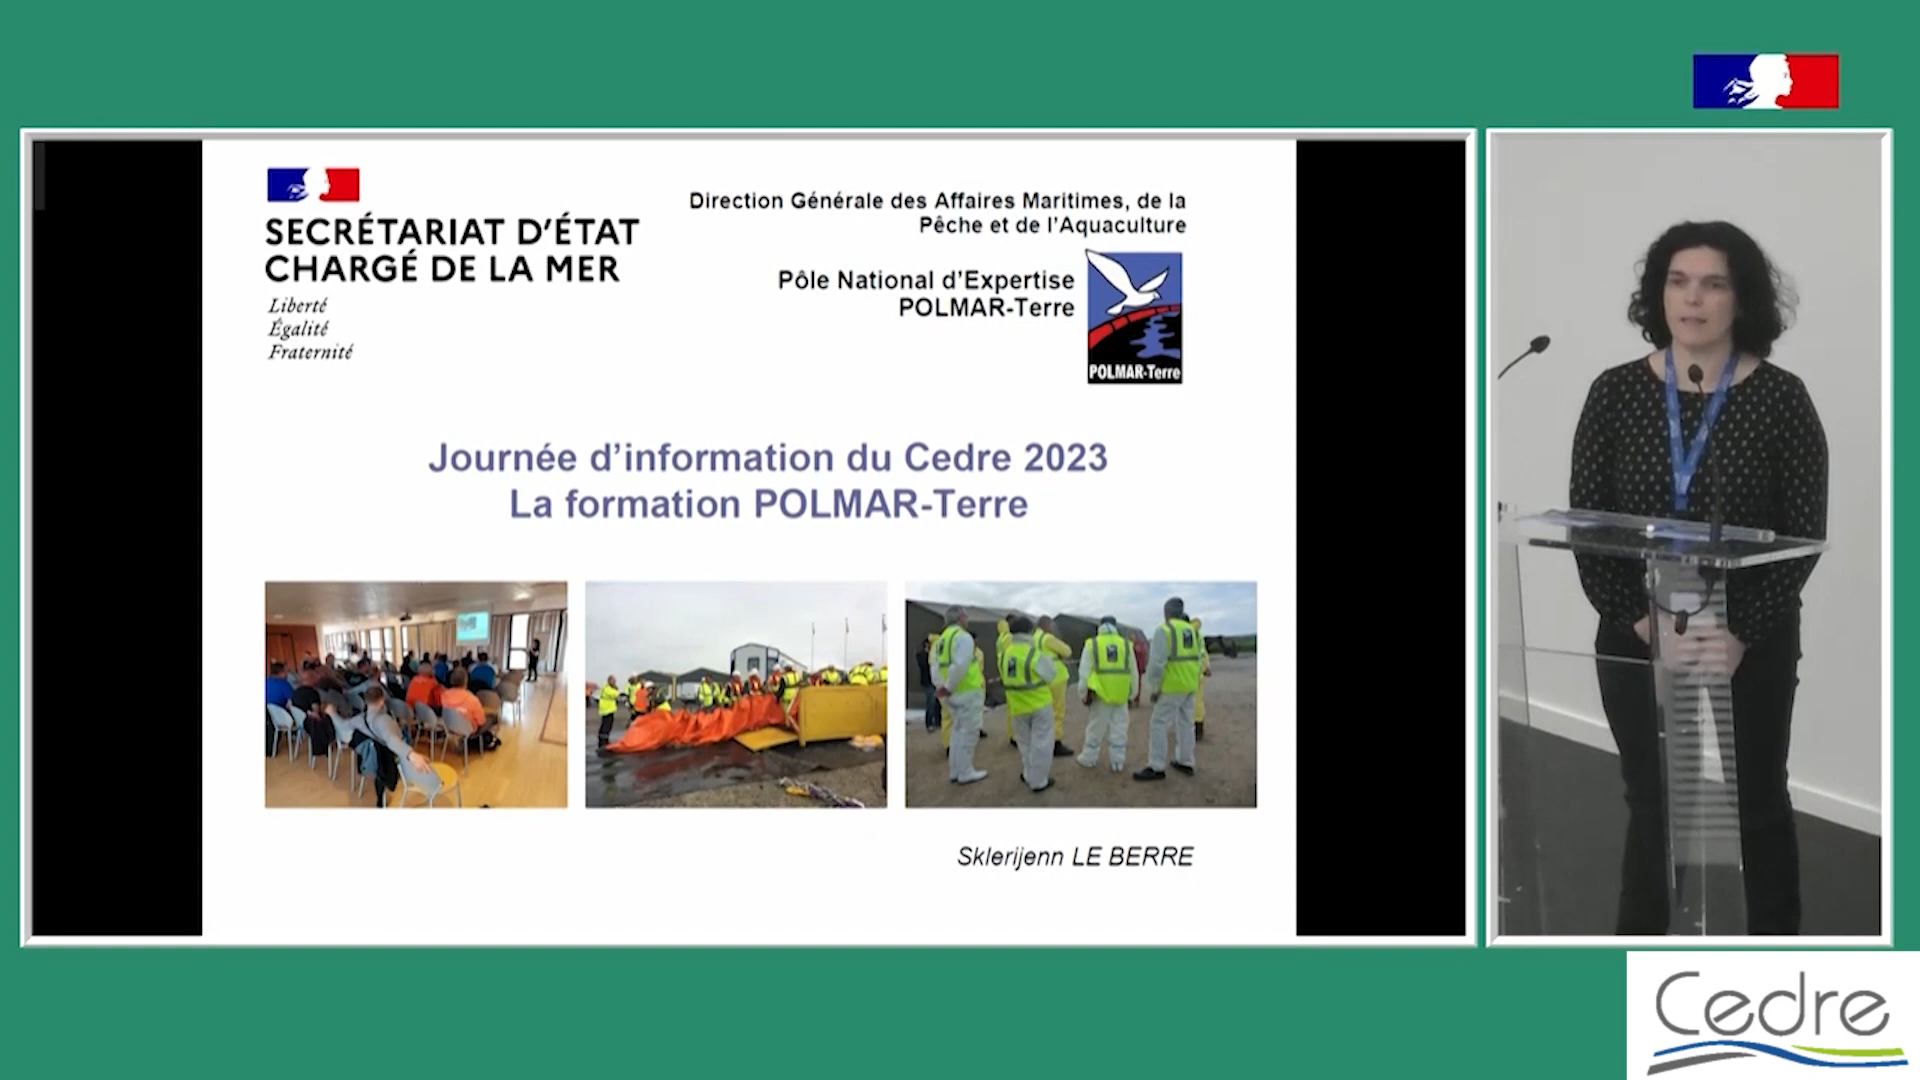 SECRÉTARIAT D'ÉTAT
CHARGÉ DE LA MER
Liberté
Égalité
Fraternité
Direction Générale des Affaires Maritimes, de la
Pêche et de l'Aquaculture
Pôle National d'Expertise
POLMAR-Terre
POLMAR-Terre
Journée d'information du Cedre 2023
La formation POLMAR-Terre
Sklerijenn LE BERRE
Cedre